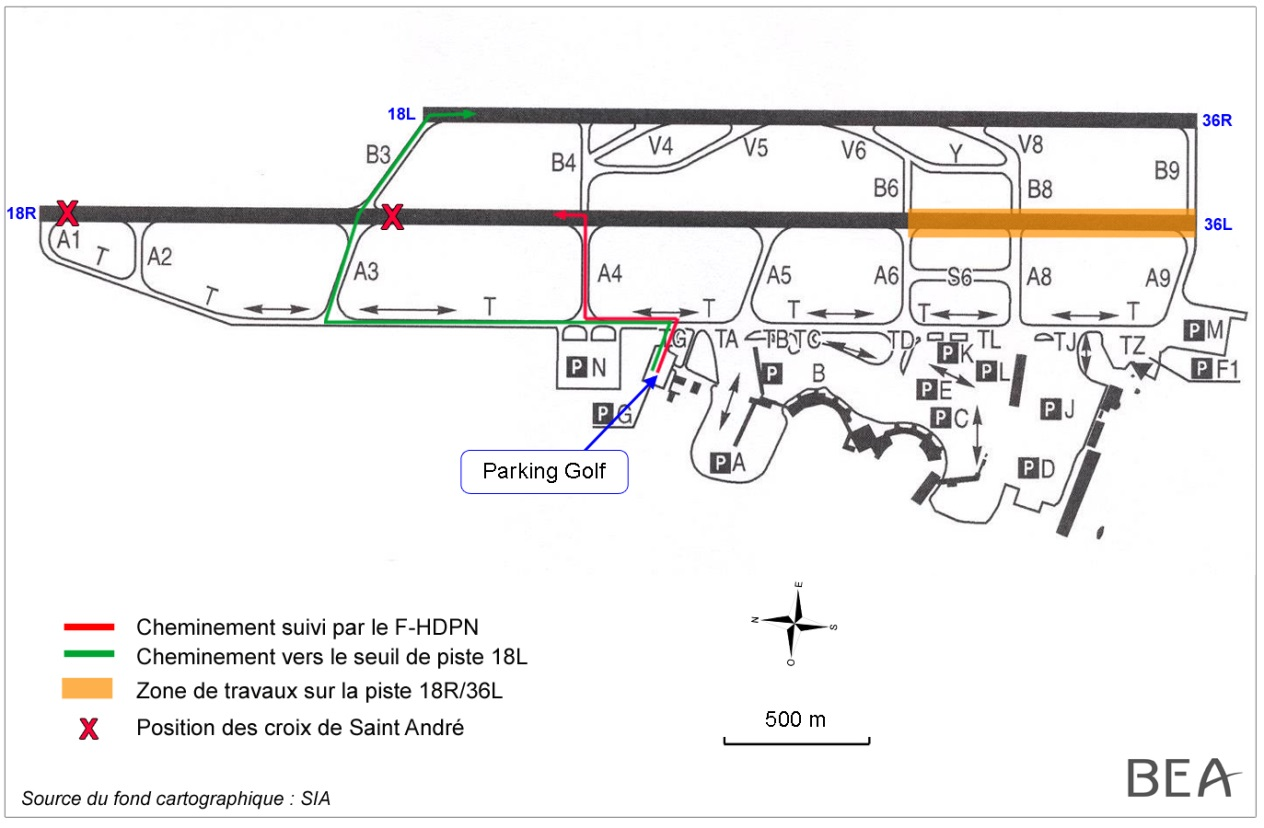 18L
36R
B3
B4
V4
V5
V6
Y
V8
B9
B6
B8
18R
36L
A1
T
A2
A3
A4
A5
A6
S6
A8
A9
T
T
T
T
T
T
TG
TA
TB
TC
TD
TL
TJ
TZ
P M
P N
P
B
P K
P L
P F1
P E
P G
P C
P J
P A
P D
Parking Golf
E
N
S
O
Cheminement suivi par le F-HDPN
Cheminement vers le seuil de piste 18L
Zone de travaux sur la piste 18R/36L
X Position des croix de Saint André
500 m
BEA
Source du fond cartographique : SIA